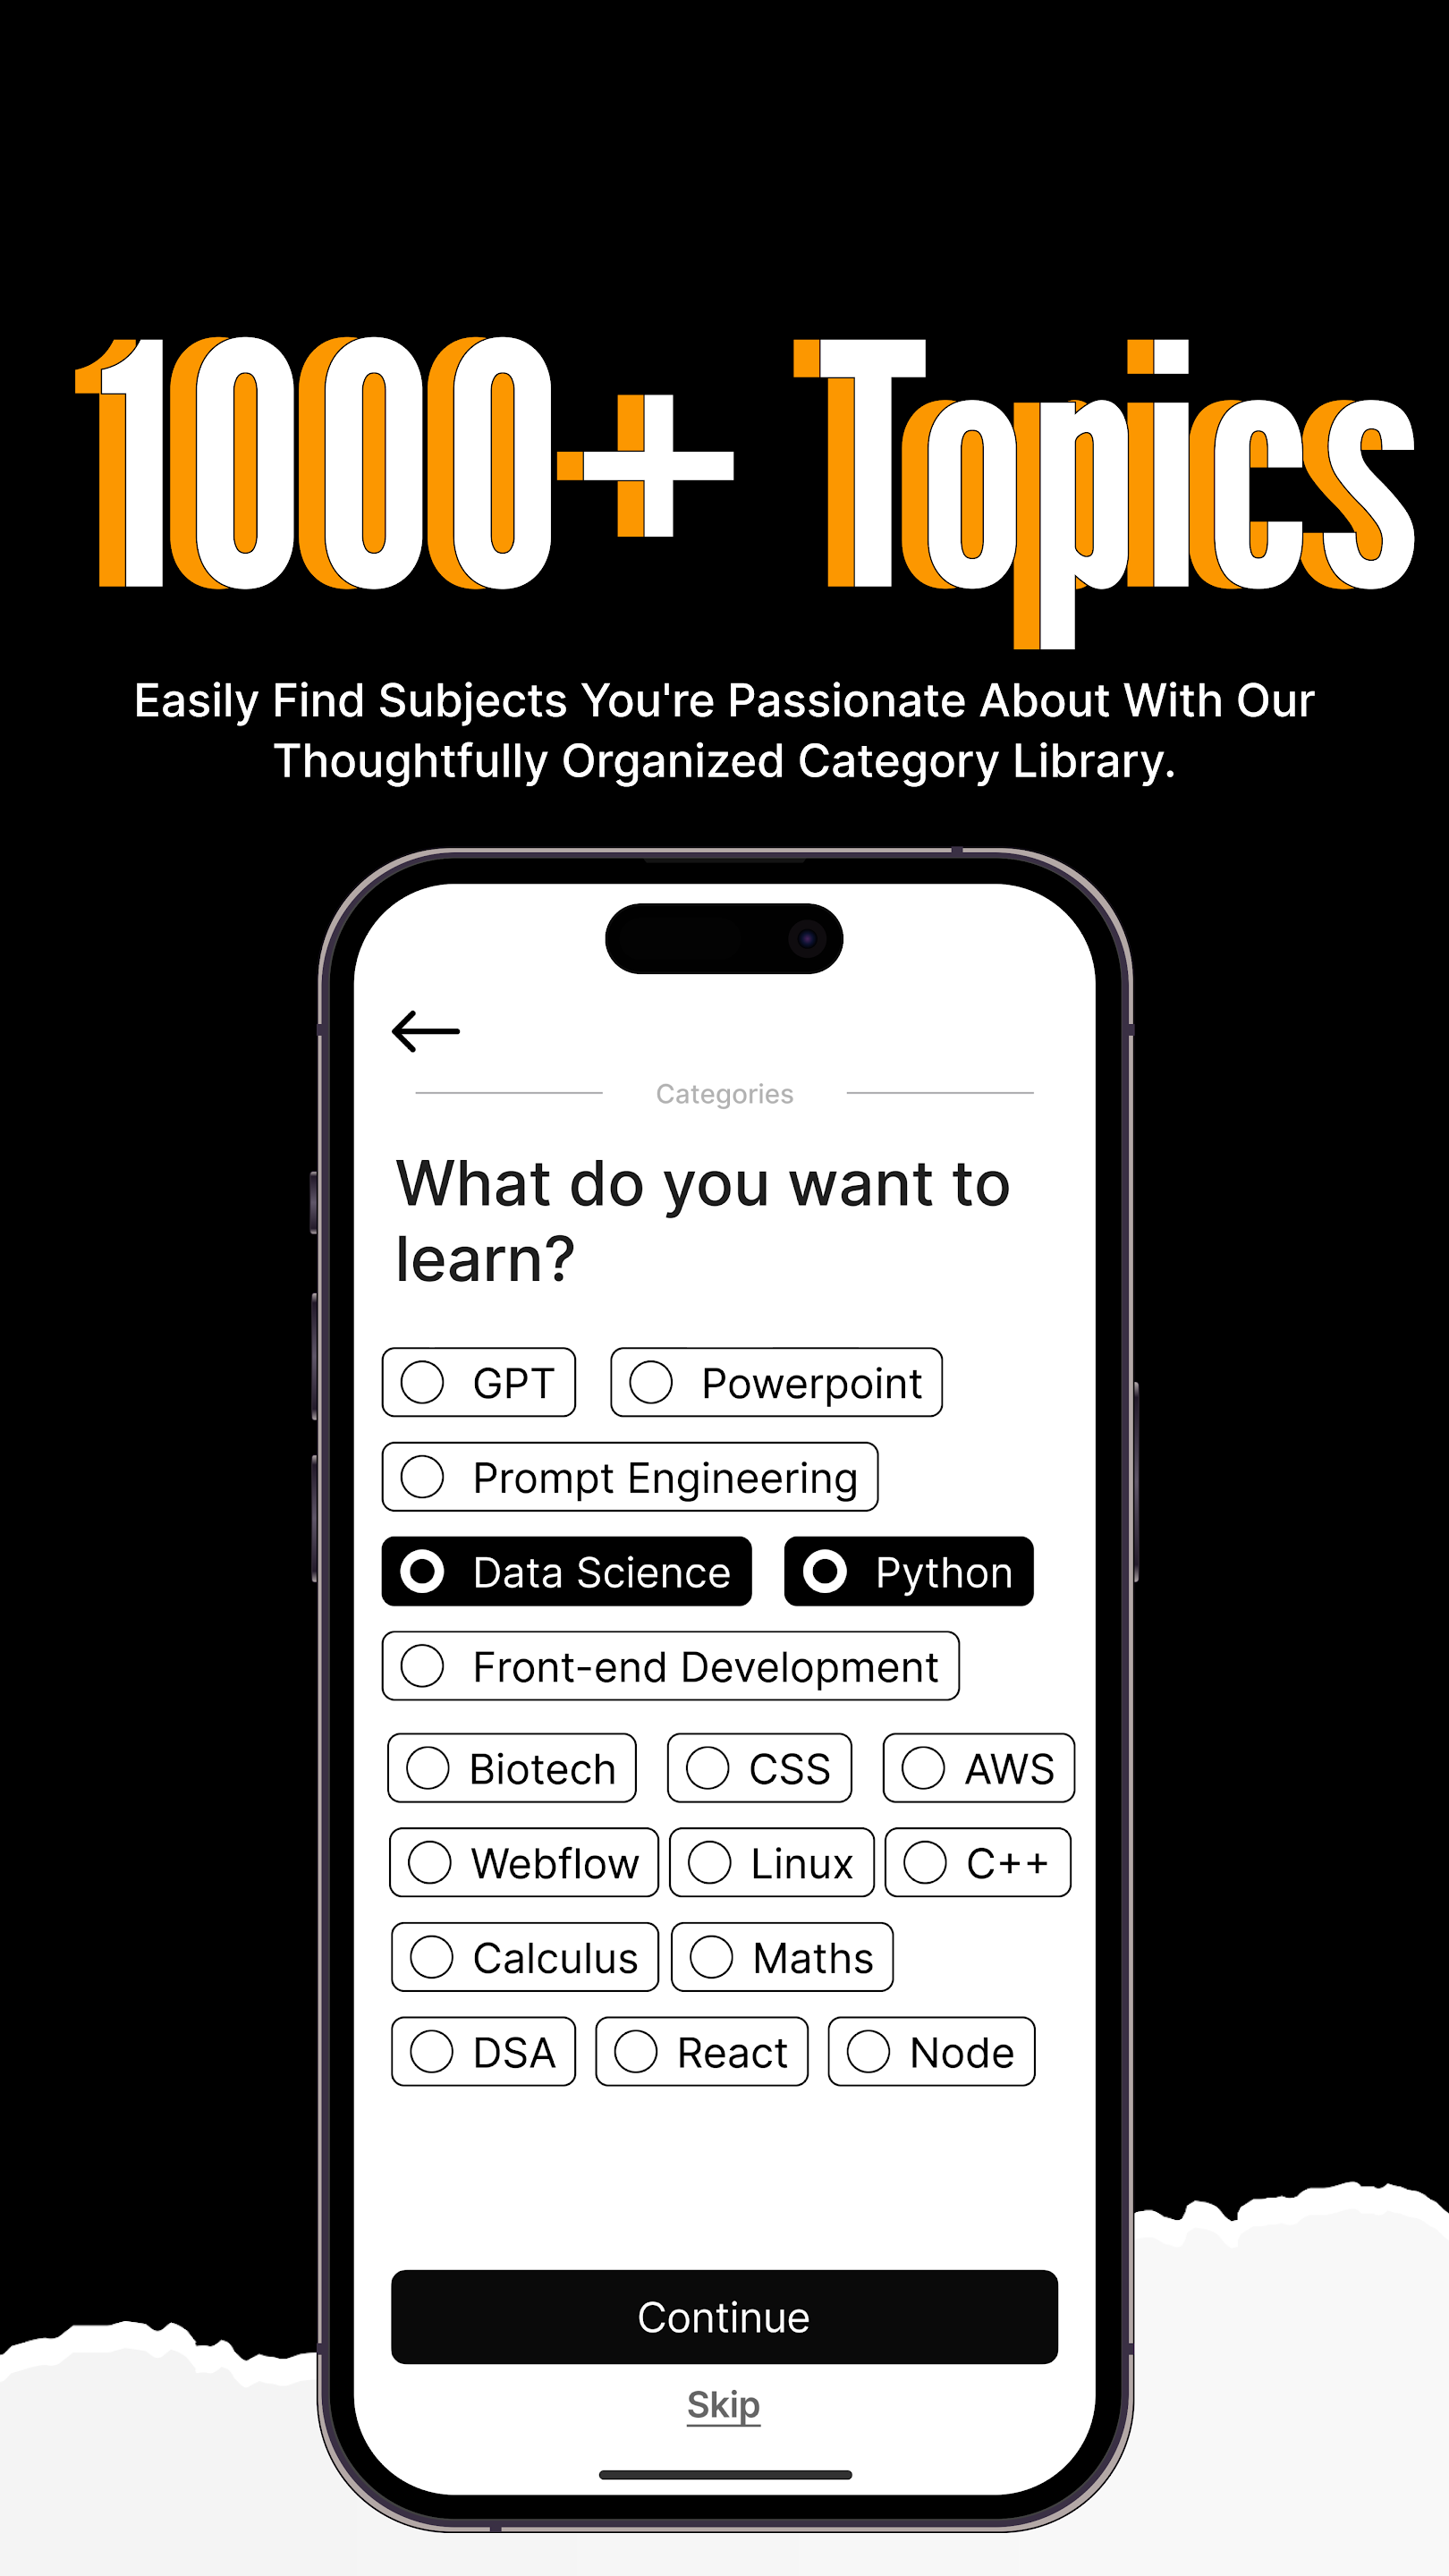 1000+ Topics
Easily Find Subjects You're Passionate About With Our
Thoughtfully Organized Category Library.
Categories
What do you want to
learn?
GPT Powerpoint
Prompt Engineering
Data Science Python
Front-end Development
Biotech CSS AWS
Webflow Linux C++
Calculus Maths
DSA React Node
Continue
Skip